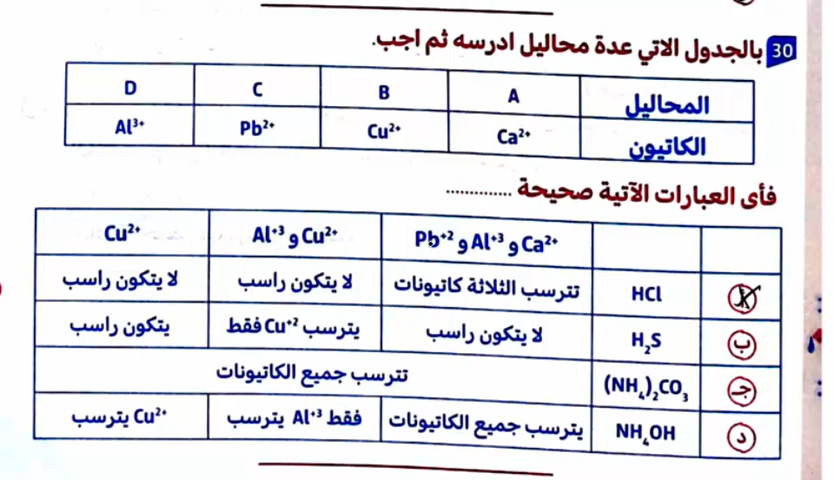 30 بالجدول الاتي عدة محاليل ادرسه ثم اجب.
المحاليل A B C D
الكاتيون Ca²⁺ Cu²⁺ Pb²⁺ Al³⁺
فأى العبارات الآتية صحيحة ..............
Ca²⁺ و Al⁺³ و Pb⁺² Cu²⁺ و Al⁺³ Cu²⁺
أ HCl تترسب الثلاثة كاتيونات لا يتكون راسب لا يتكون راسب
ب H₂S لا يتكون راسب يترسب Cu⁺² فقط يتكون راسب
جـ (NH₄)₂CO₃ تترسب جميع الكاتيونات
د NH₄OH يترسب جميع الكاتيونات فقط Al⁺³ يترسب Cu²⁺ يترسب